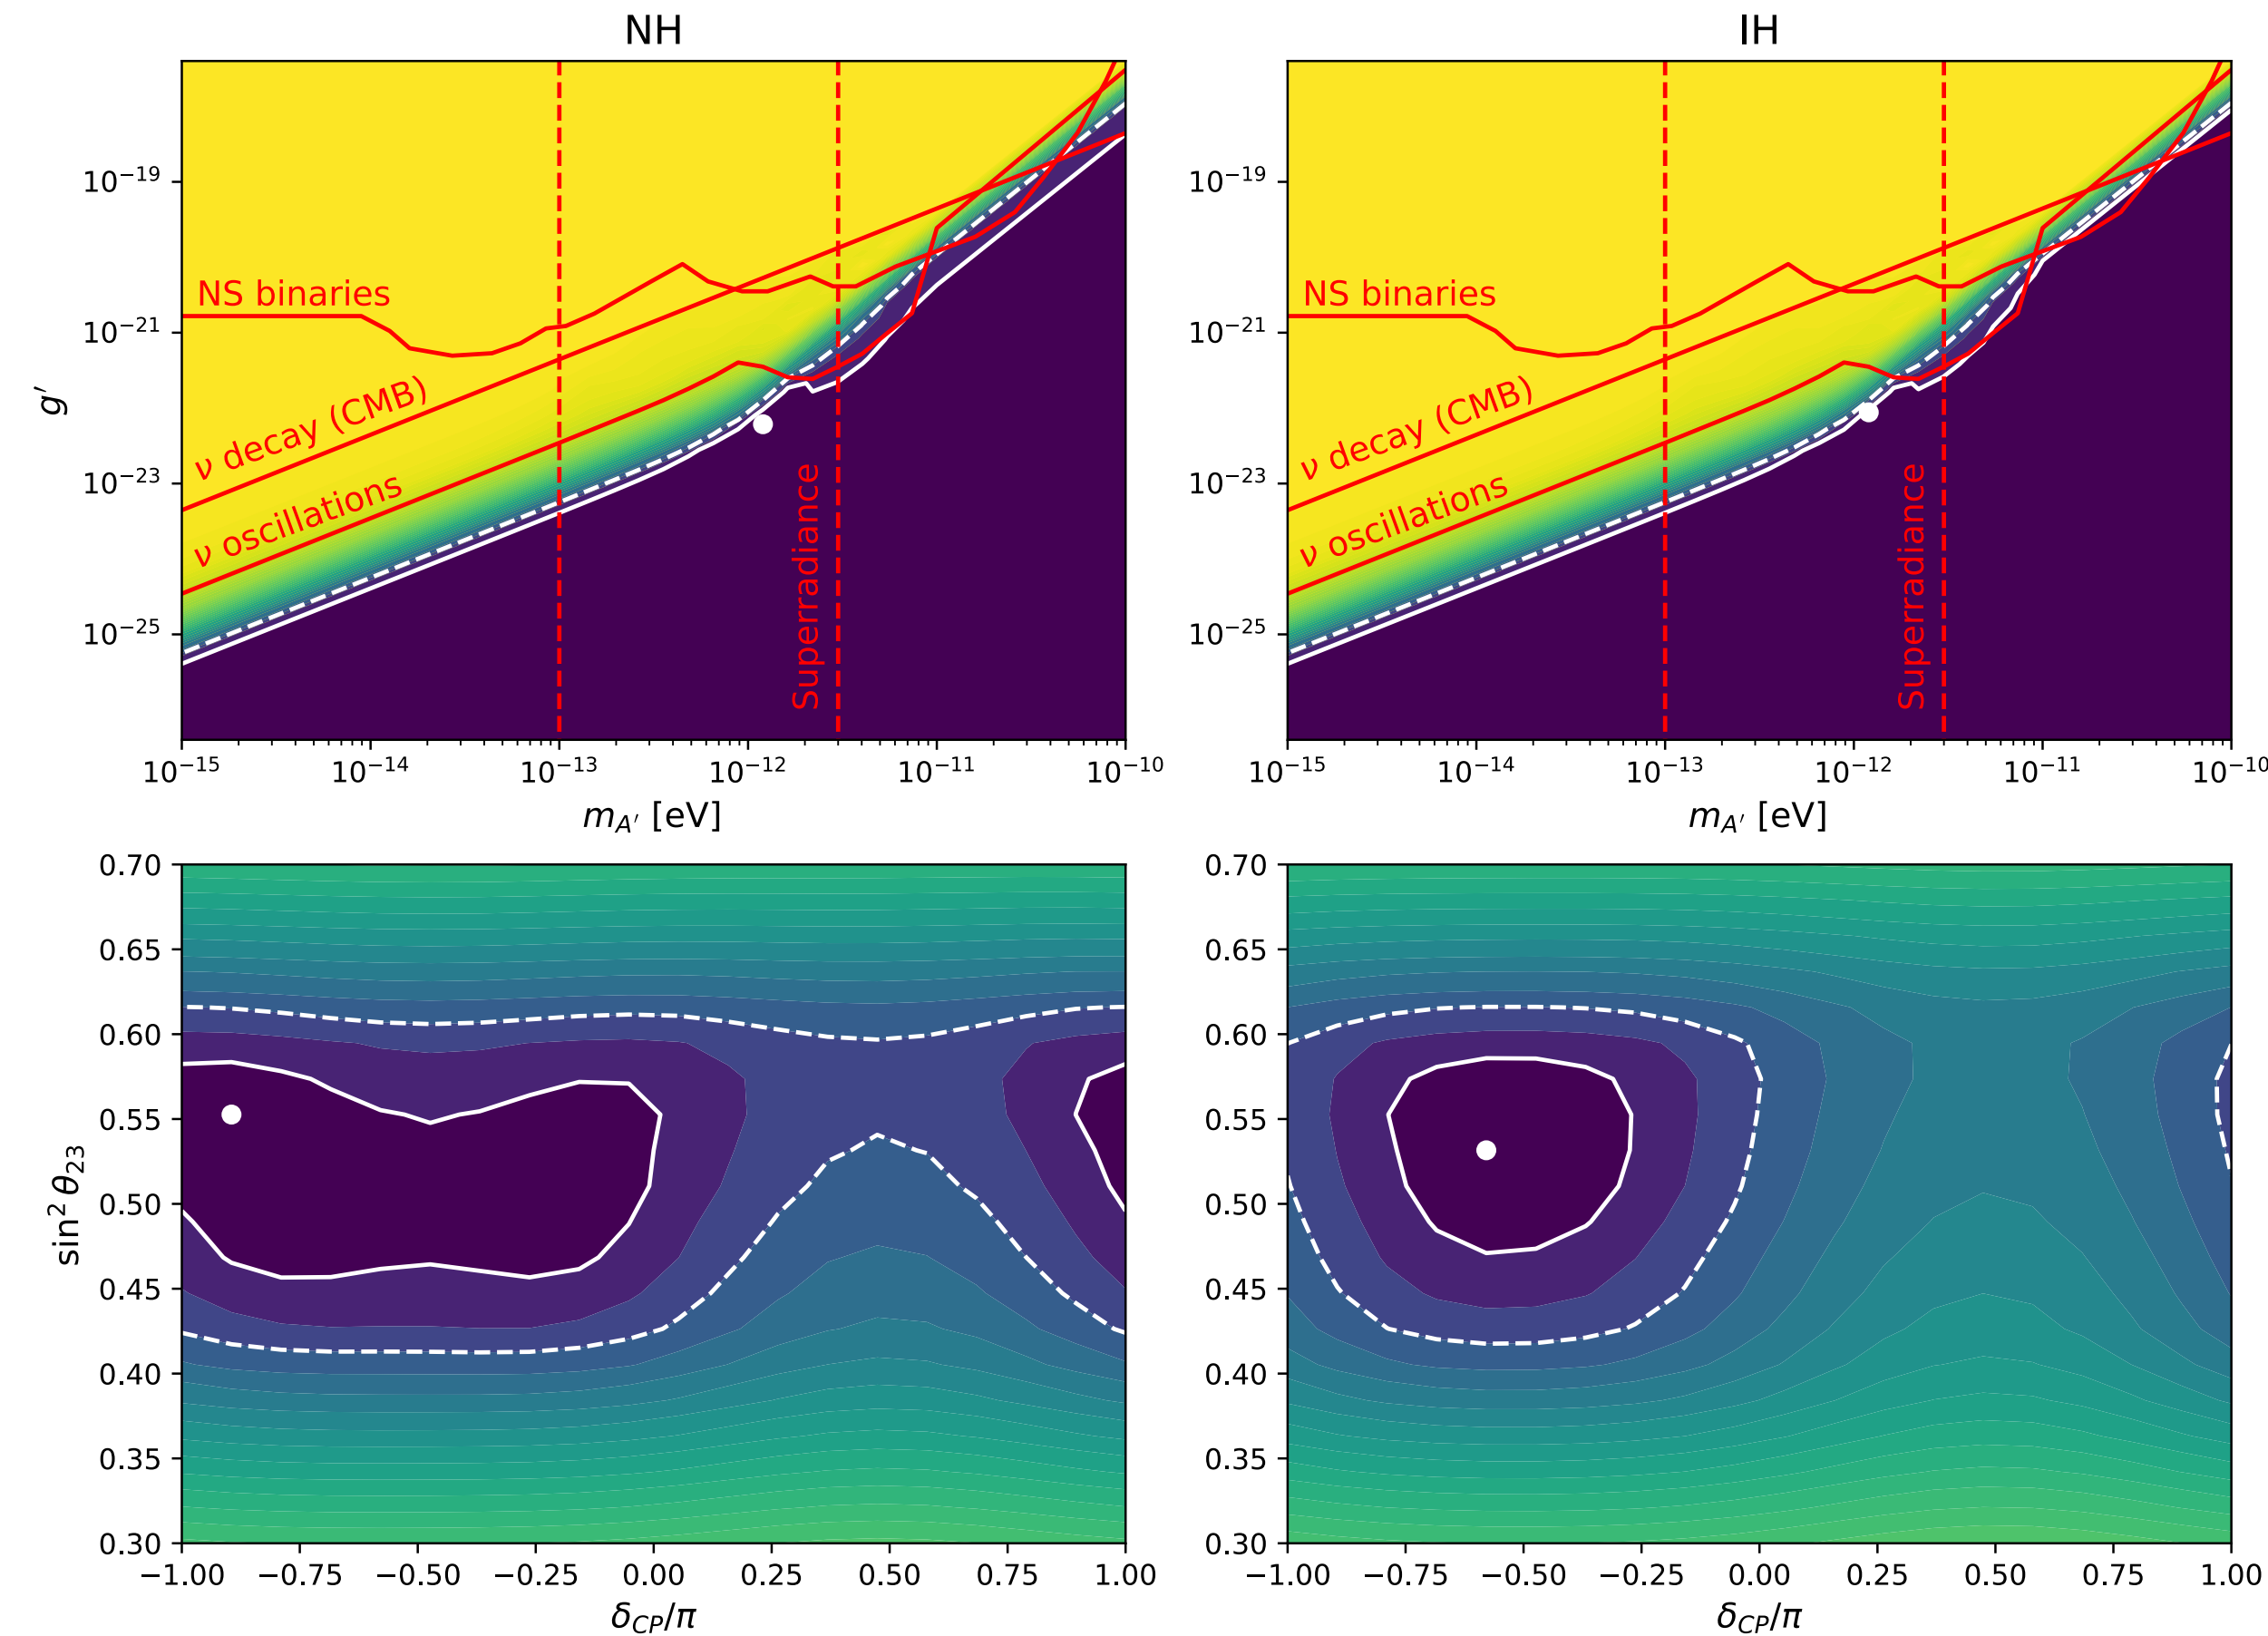 NH
IH
10⁻¹⁹
10⁻²¹
10⁻²³
10⁻²⁵
g′
NS binaries
ν decay (CMB)
ν oscillations
Superradiance
10⁻¹⁵ 10⁻¹⁴ 10⁻¹³ 10⁻¹² 10⁻¹¹ 10⁻¹⁰
m_A′ [eV]
10⁻¹⁹
10⁻²¹
10⁻²³
10⁻²⁵
NS binaries
ν decay (CMB)
ν oscillations
Superradiance
10⁻¹⁵ 10⁻¹⁴ 10⁻¹³ 10⁻¹² 10⁻¹¹ 10⁻¹⁰
m_A′ [eV]
0.70
0.65
0.60
0.55
0.50
0.45
0.40
0.35
0.30
sin² θ₂₃
−1.00 −0.75 −0.50 −0.25 0.00 0.25 0.50 0.75 1.00
δ_CP/π
0.70
0.65
0.60
0.55
0.50
0.45
0.40
0.35
0.30
−1.00 −0.75 −0.50 −0.25 0.00 0.25 0.50 0.75 1.00
δ_CP/π